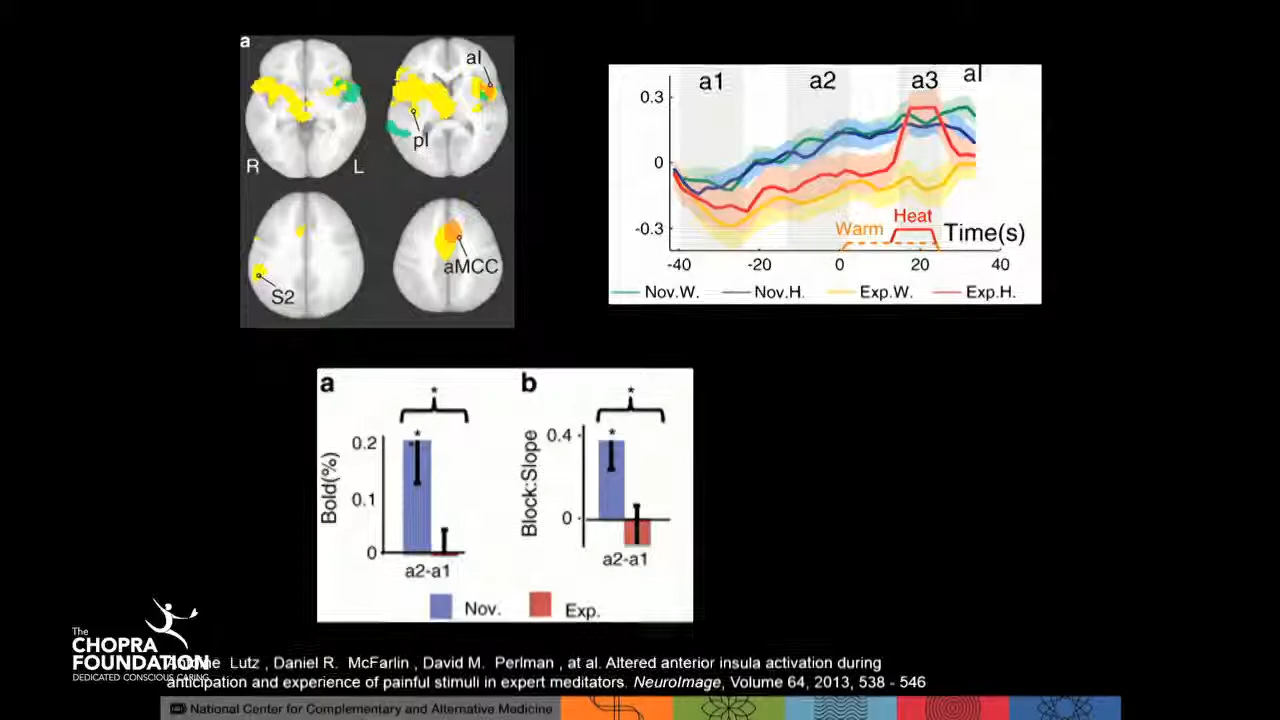 a
aI
pI
R
L
S2
aMCC
a1
a2
a3
aI
0.3
0
-0.3
Warm
Heat
Time(s)
-40
-20
0
20
40
Nov.W.
Nov.H.
Exp.W.
Exp.H.
a
*
*
0.2
0.1
0
Bold(%)
a2-a1
b
*
*
0.4
0
Block:Slope
a2-a1
Nov.
Exp.
The
CHOPRA
FOUNDATION
DEDICATED CONSCIOUS CARING
Lutz , Daniel R. McFarlin , David M. Perlman , at al. Altered anterior insula activation during
anticipation and experience of painful stimuli in expert meditators. NeuroImage, Volume 64, 2013, 538 - 546
National Center for Complementary and Alternative Medicine